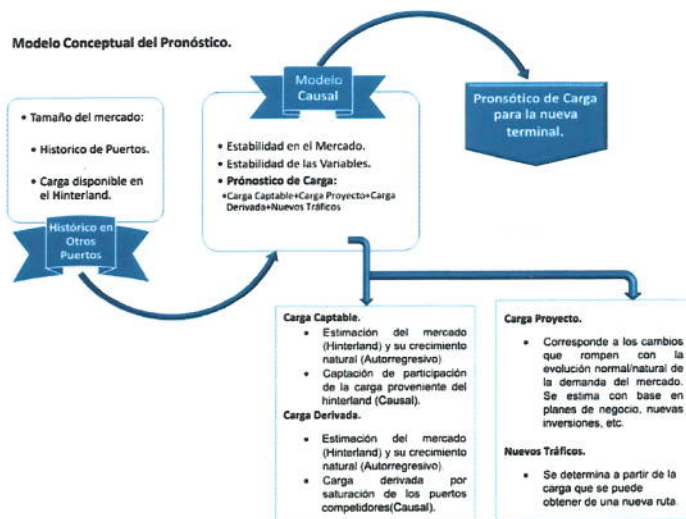 Modelo Conceptual del Pronóstico.
• Tamaño del mercado:
• Historico de Puertos.
• Carga disponible en
el Hinterland.
Histórico en
Otros
Puertos
Modelo
Causal
• Estabilidad en el Mercado.
• Estabilidad de las Variables.
• Prónostico de Carga:
•Carga Captable+Carga Proyecto+Carga
Derivada+Nuevos Tráficos
Pronsótico de Carga
para la nueva
terminal.
Carga Captable.
• Estimación del mercado
(Hinterland) y su crecimiento
natural (Autorregresivo)
• Captación de participación
de la carga proveniente del
hinterland (Causal).
Carga Derivada.
• Estimación del mercado
(Hinterland) y su crecimiento
natural (Autorregresivo)
• Carga derivada por
saturación de los puertos
competidores(Causal).
Carga Proyecto.
• Corresponde a los cambios
que rompen con la
evolución normal/natural de
la demanda del mercado.
Se estima con base en
planes de negocio, nuevas
inversiones, etc.
Nuevos Tráficos.
• Se determina a partir de la
carga que se puede
obtener de una nueva ruta.